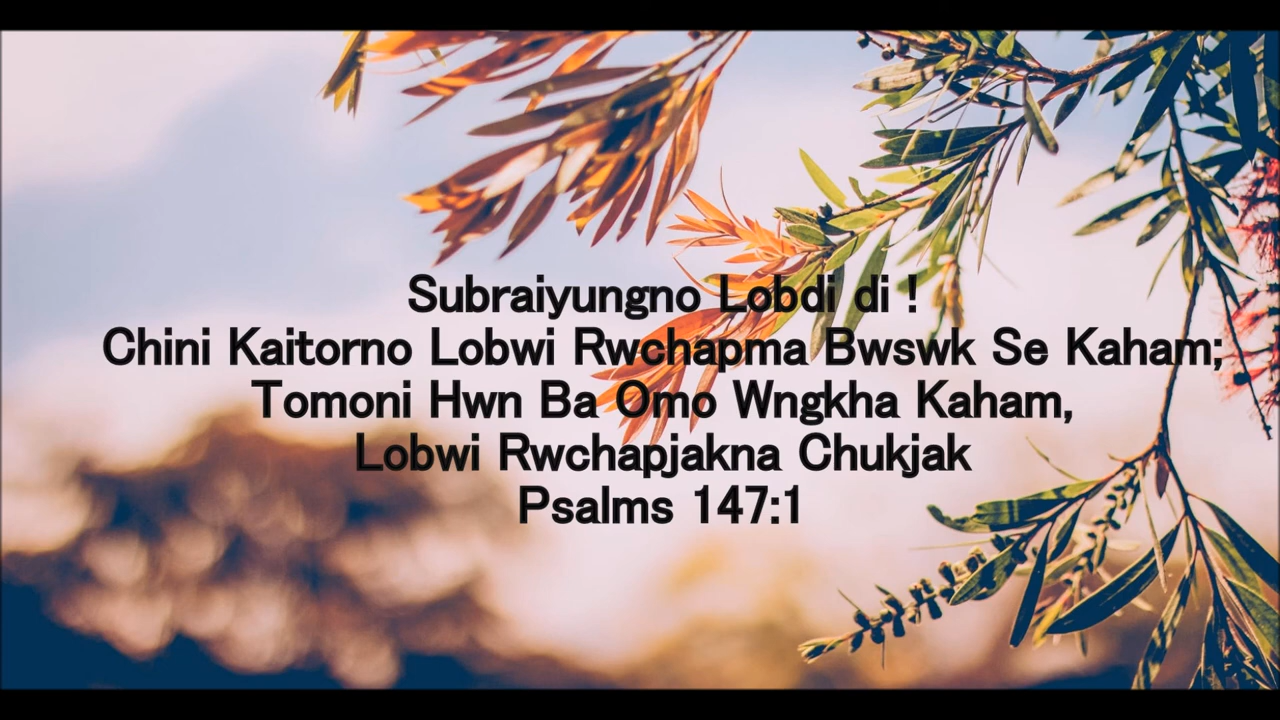 Subraiyungno Lobdi di !
Chini Kaitorno Lobwi Rwchapma Bwswk Se Kaham;
Tomoni Hwn Ba Omo Wngkha Kaham,
Lobwi Rwchapjakna Chukjak
Psalms 147:1